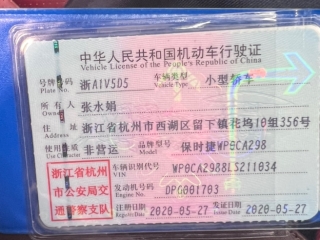 中华人民共和国机动车行驶证
Vehicle License of the People's Republic of China
号牌号码 浙A1V5D5 车辆类型 小型轿车
Plate No. Vehicle Type
所有人 张水娟
Owner
住址 浙江省杭州市西湖区留下镇花坞10组356号
Address
使用性质 非营运 品牌型号 保时捷WP0CA298
Use Character Model
浙江省杭州
市公安局交
通警察支队
车辆识别代号 WP0CA2988LS211034
VIN
发动机号码 DPG001703
Engine No.
注册日期 2020-05-27 发证日期 2020-05-27
Register Date Issue Date